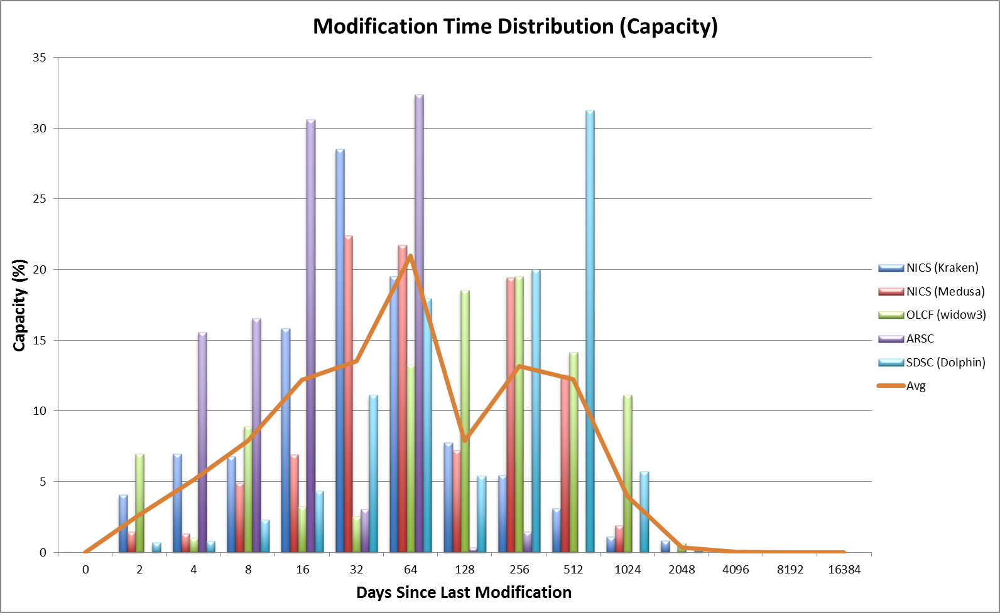 Modification Time Distribution (Capacity)
35
30
25
20
15
10
5
0
Capacity (%)
0 2 4 8 16 32 64 128 256 512 1024 2048 4096 8192 16384
Days Since Last Modification
NICS (Kraken)
NICS (Medusa)
OLCF (widow3)
ARSC
SDSC (Dolphin)
Avg